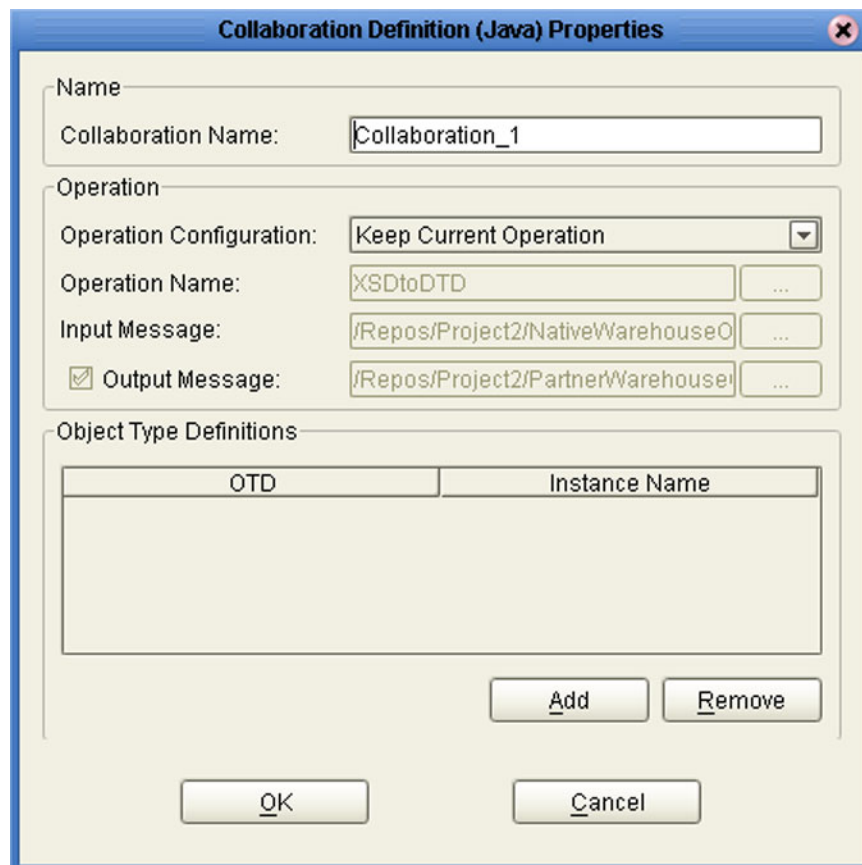 Collaboration Definition (Java) Properties
Name
Collaboration Name: Collaboration_1
Operation
Operation Configuration: Keep Current Operation
Operation Name: XSDtoDTD ...
Input Message: /Repos/Project2/NativeWarehouseO ...
Output Message: /Repos/Project2/PartnerWarehouse ...
Object Type Definitions
OTD Instance Name
Add Remove
OK Cancel